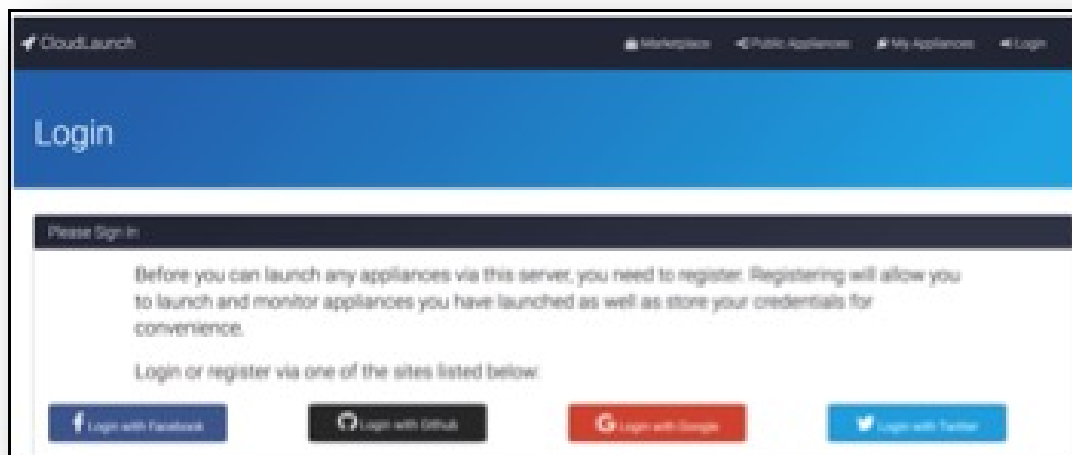 CloudLaunch Marketplace Public Appliances My Appliances Login
Login
Please Sign In
Before you can launch any appliances via this server, you need to register. Registering will allow you
to launch and monitor appliances you have launched as well as store your credentials for
convenience.
Login or register via one of the sites listed below:
Login with Facebook Login with Github Login with Google Login with Twitter